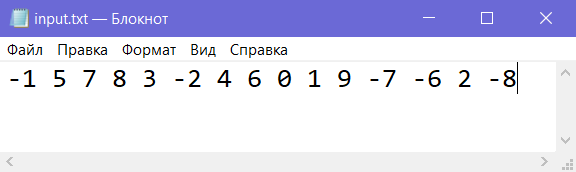 input.txt — Блокнот
Файл Правка Формат Вид Справка
-1 5 7 8 3 -2 4 6 0 1 9 -7 -6 2 -8